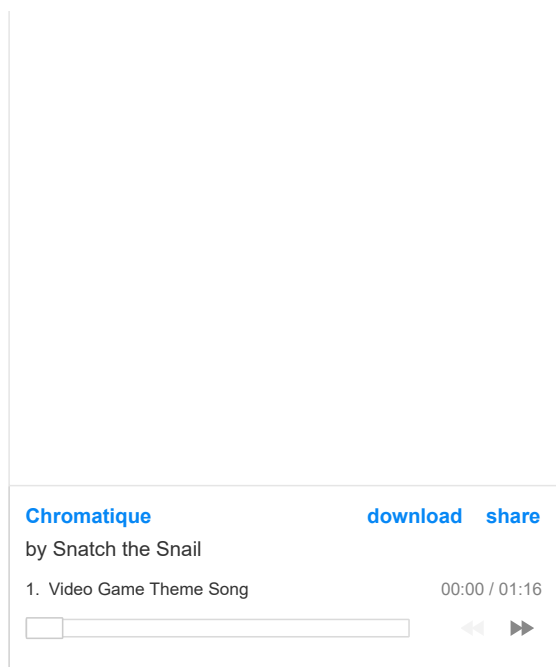 Chromatique download share
by Snatch the Snail
1. Video Game Theme Song 00:00 / 01:16